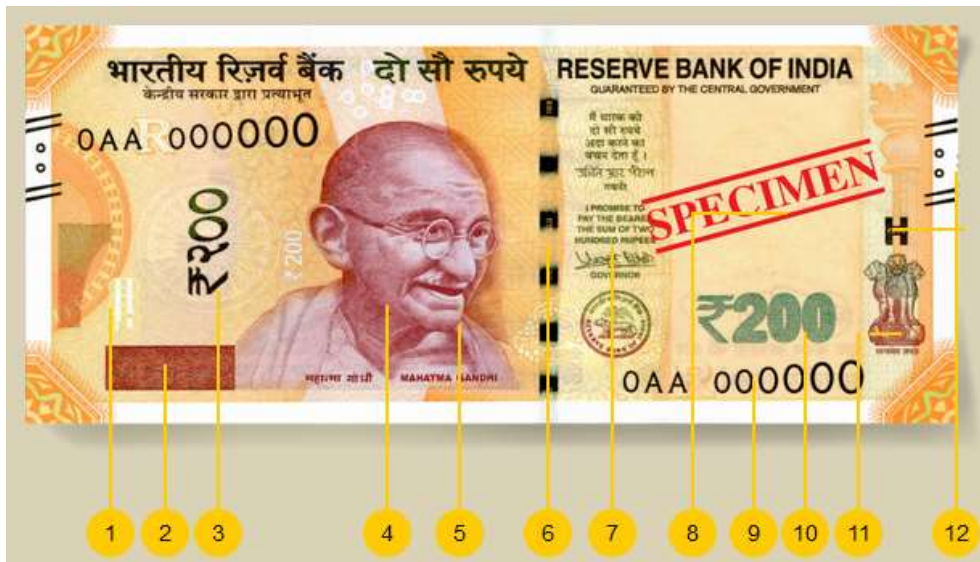 भारतीय रिज़र्व बैंक
केन्द्रीय सरकार द्वारा प्रत्याभूत
दो सौ रुपये
RESERVE BANK OF INDIA
GUARANTEED BY THE CENTRAL GOVERNMENT
0AA R 000000
मैं धारक को
दो सौ रुपये
अदा करने का
वचन देता हूँ ।
I PROMISE TO
PAY THE BEARER
THE SUM OF TWO
HUNDRED RUPEES
GOVERNOR
SPECIMEN
₹२००
₹200
H
₹200
महात्मा गांधी
MAHATMA GANDHI
0AA 000000
1 2 3 4 5 6 7 8 9 10 11 12